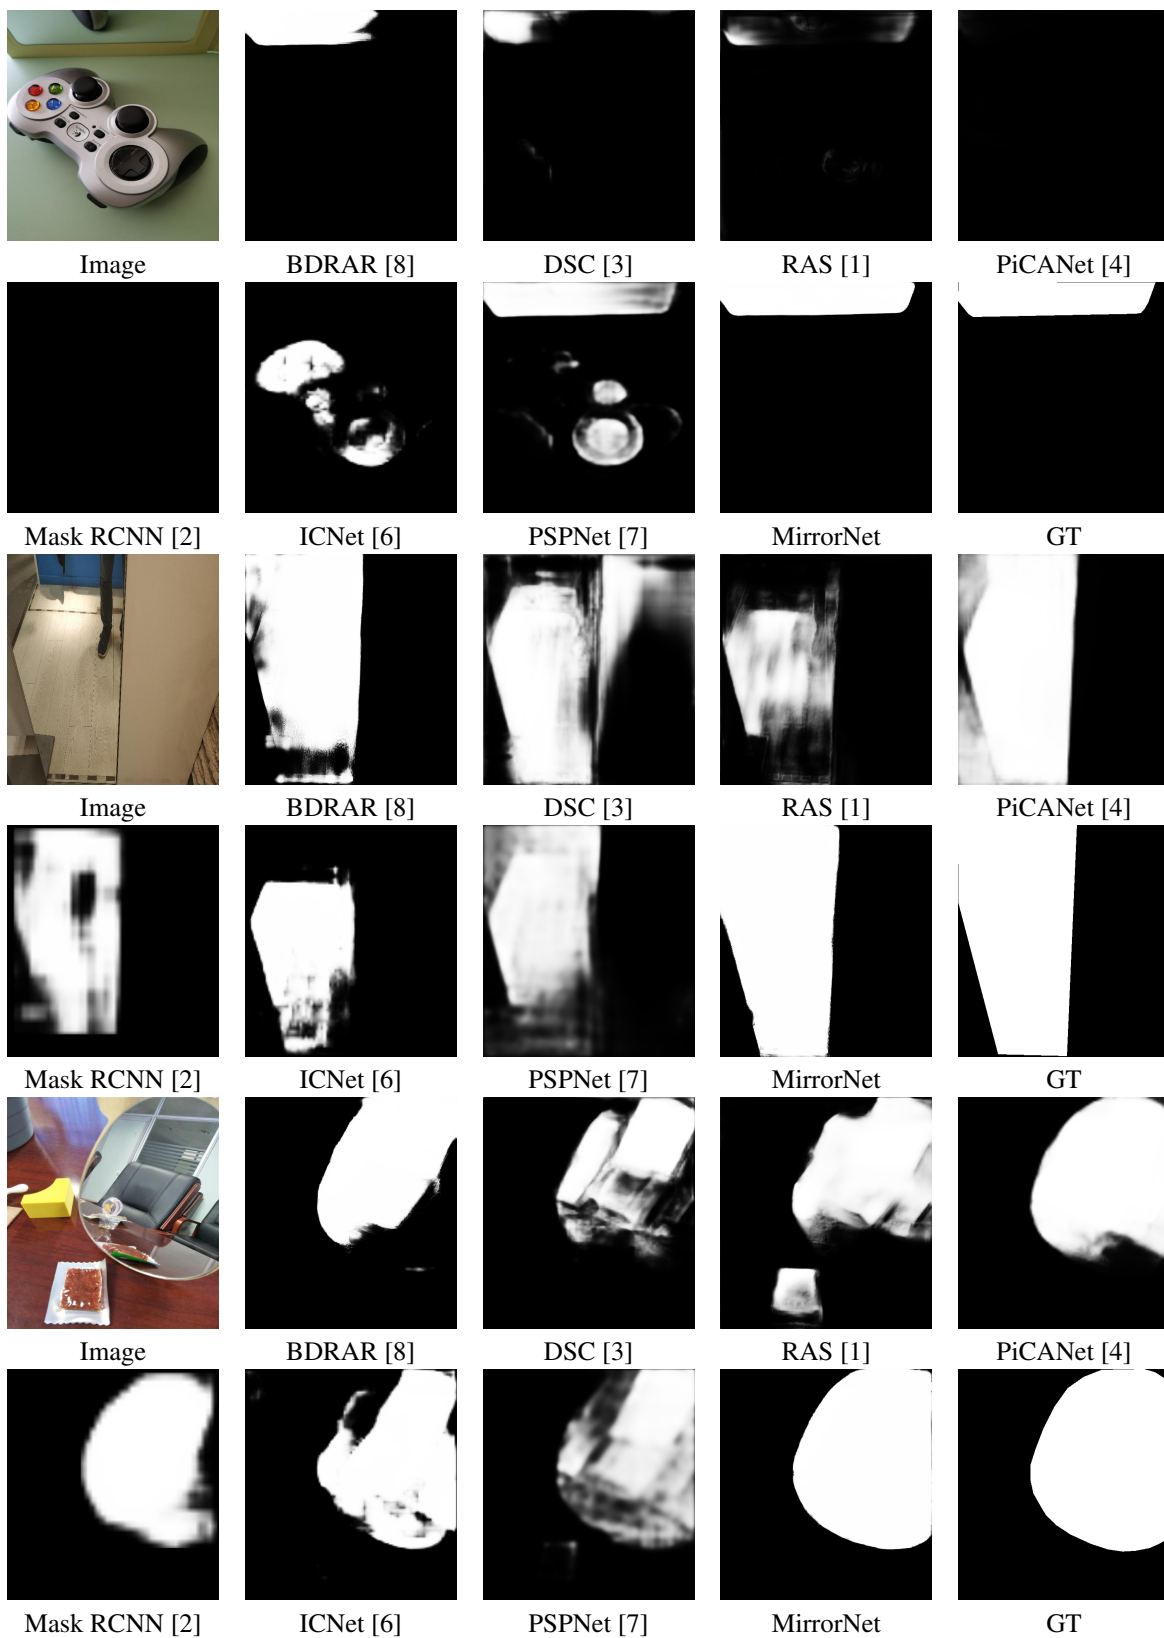 Image BDRAR [8] DSC [3] RAS [1] PiCANet [4]
Mask RCNN [2] ICNet [6] PSPNet [7] MirrorNet GT
Image BDRAR [8] DSC [3] RAS [1] PiCANet [4]
Mask RCNN [2] ICNet [6] PSPNet [7] MirrorNet GT
Image BDRAR [8] DSC [3] RAS [1] PiCANet [4]
Mask RCNN [2] ICNet [6] PSPNet [7] MirrorNet GT